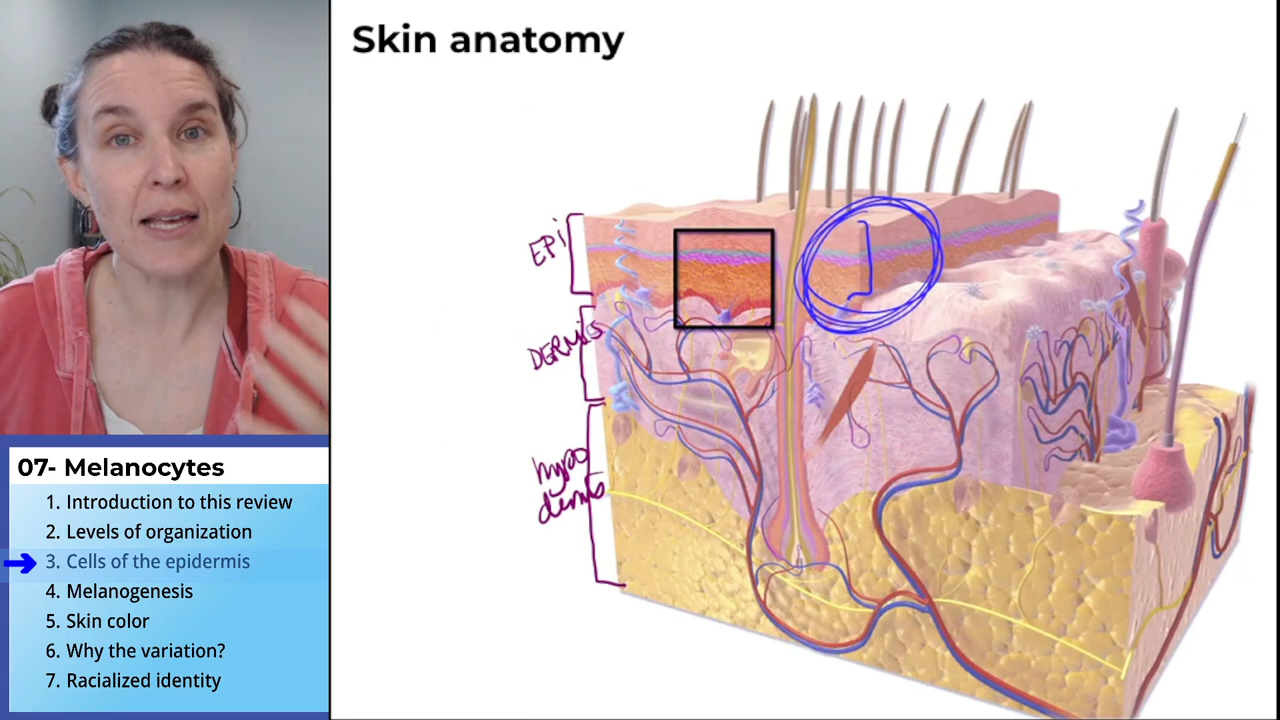 Skin anatomy
EPi
DERMIS
hypo
dermis
07- Melanocytes
1. Introduction to this review
2. Levels of organization
3. Cells of the epidermis
4. Melanogenesis
5. Skin color
6. Why the variation?
7. Racialized identity